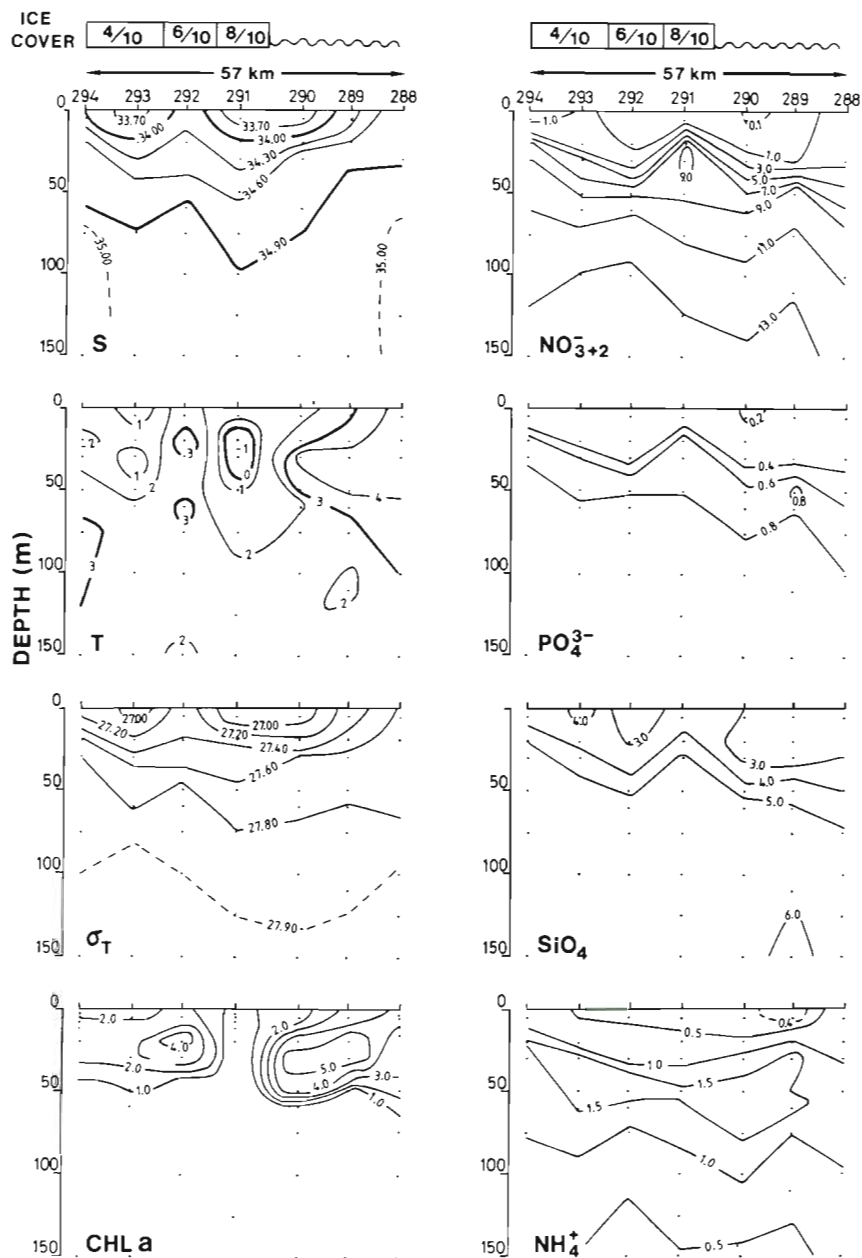 ICE COVER 4/10 6/10 8/10
57 km
294 293 292 291 290 288
0 50 100 150
33.70 34.00 33.70 34.00 34.30 34.60 34.90 35.00 35.00
S
4/10 6/10 8/10
57 km
294 293 292 291 290 289 288
0 50 100 150
1.0 0.1 1.0 3.0 5.0 7.0 9.0 9.0 11.0 13.0
NO₃₊₂⁻
DEPTH (m)
0 50 100 150
2 1 1 2 3 3 1 0 -1 2 3 4 3 2 2
T
0 50 100 150
0.2 0.4 0.6 0.8 0.8
PO₄³⁻
0 50 100 150
27.00 27.20 27.00 27.20 27.40 27.60 27.80 27.90
σT
0 50 100 150
4.0 3.0 3.0 4.0 5.0 6.0
SiO₄
0 50 100 150
2.0 4.0 2.0 1.0 2.0 5.0 4.0 3.0 1.0
CHL a
0 50 100 150
0.5 0.4 1.0 1.5 1.5 1.0 0.5
NH₄⁺